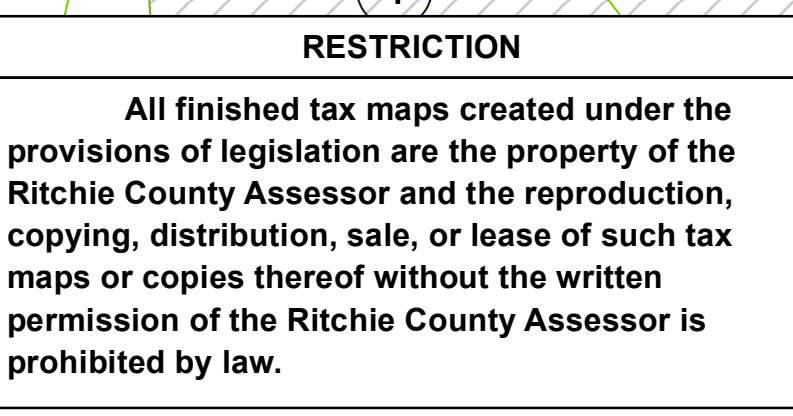 RESTRICTION
All finished tax maps created under the
provisions of legislation are the property of the
Ritchie County Assessor and the reproduction,
copying, distribution, sale, or lease of such tax
maps or copies thereof without the written
permission of the Ritchie County Assessor is
prohibited by law.